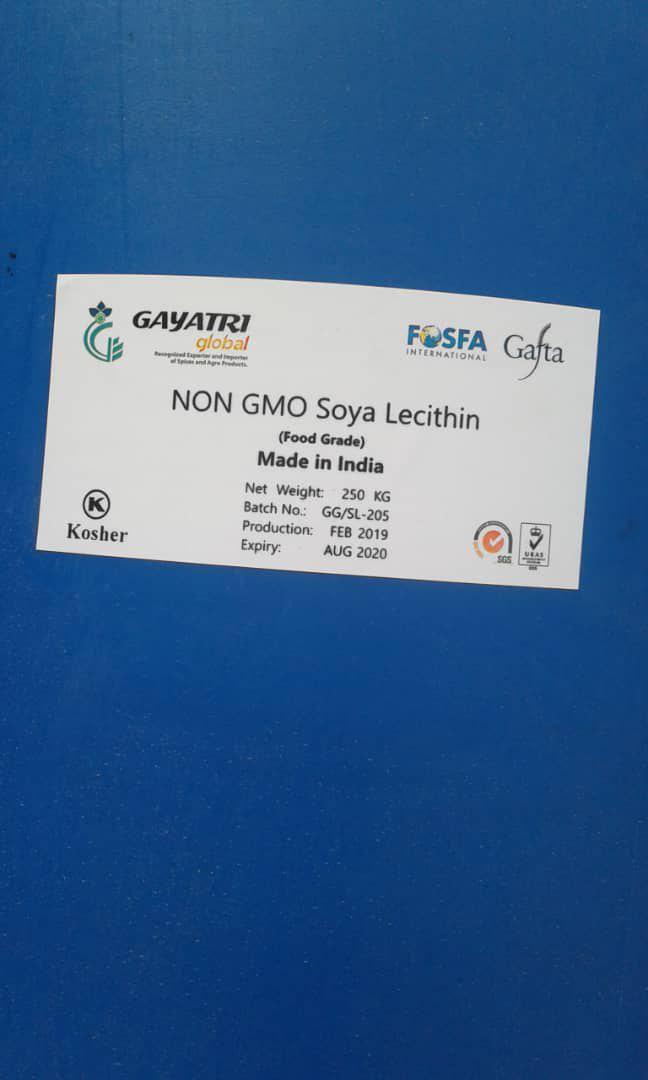 GAYATRI
global
Recognized Exporter and Importer
of Spices and Agro Products.
FOSFA
INTERNATIONAL
Gafta
NON GMO Soya Lecithin
(Food Grade)
Made in India
Net Weight: 250 KG
Batch No.: GG/SL-205
Production: FEB 2019
Expiry: AUG 2020
K
Kosher
SGS
UKAS